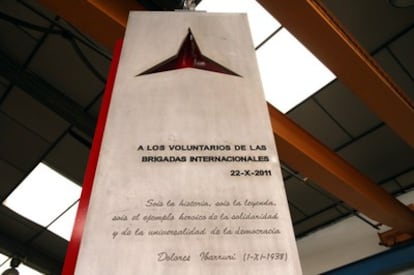 A LOS VOLUNTARIOS DE LAS
BRIGADAS INTERNACIONALES
22-X-2011
Sois la historia, sois la leyenda,
sois el ejemplo heroico de la solidaridad
y de la universalidad de la democracia
Dolores Ibarruri (1-XI-1938)